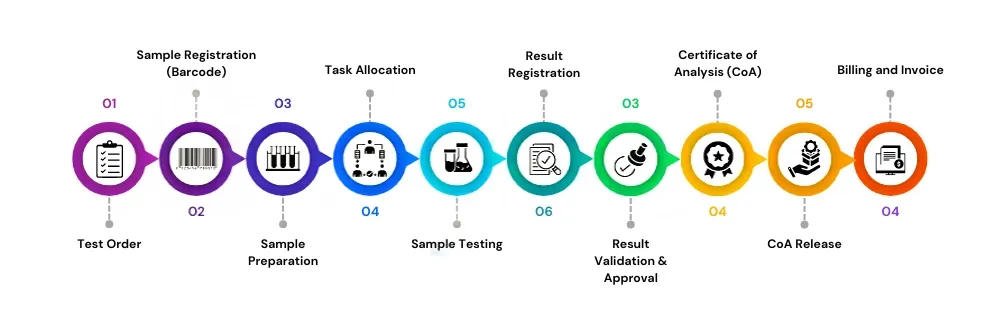 01
Test Order
Sample Registration
(Barcode)
02
03
Sample
Preparation
Task Allocation
04
05
Sample Testing
Result
Registration
06
03
Result
Validation &
Approval
Certificate of
Analysis (CoA)
04
05
CoA Release
Billing and Invoice
04